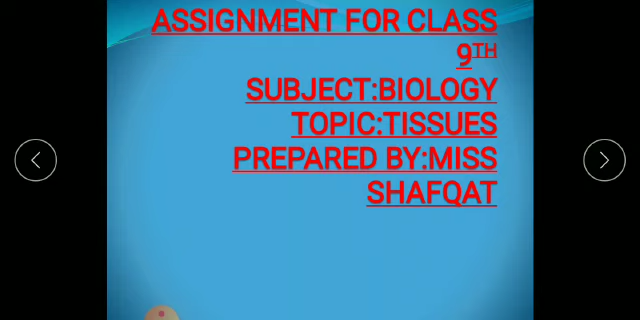 ASSIGNMENT FOR CLASS
9TH
SUBJECT:BIOLOGY
TOPIC:TISSUES
PREPARED BY:MISS
SHAFQAT